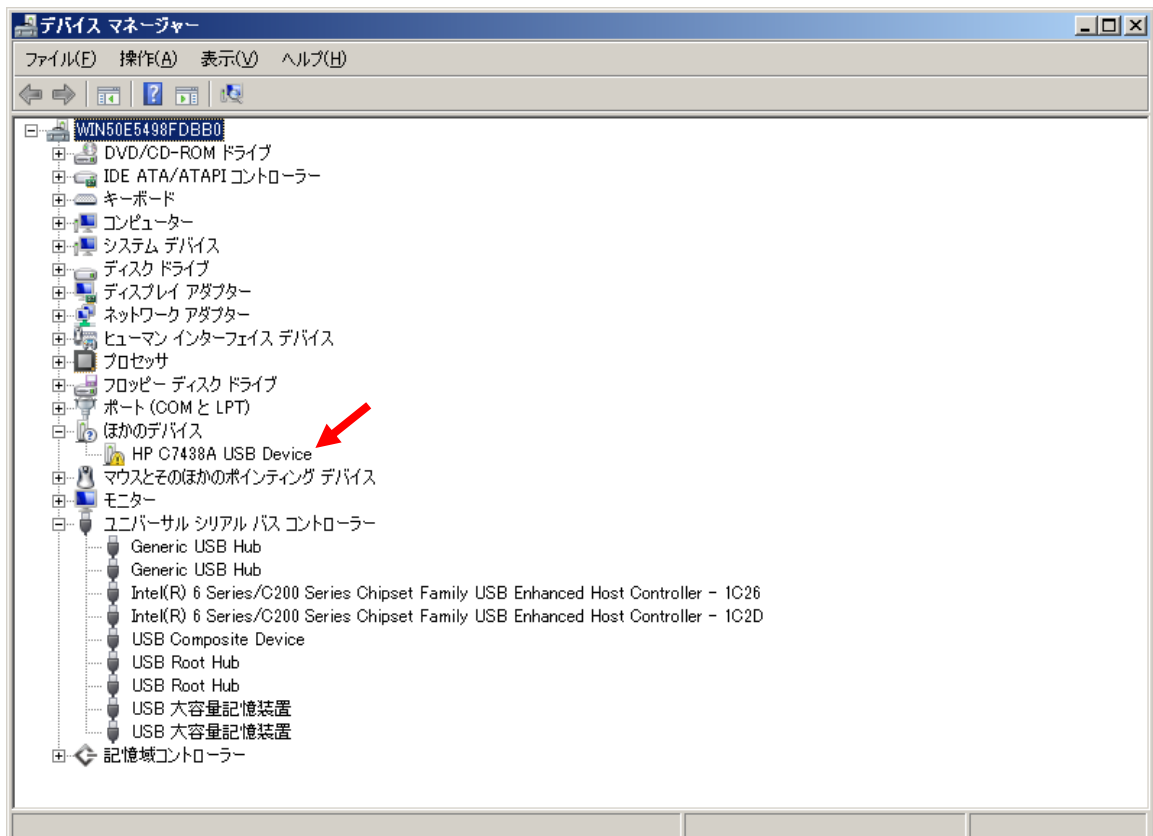 デバイス マネージャー
ファイル(F) 操作(A) 表示(V) ヘルプ(H)
WIN50E5498FDBB0
DVD/CD-ROM ドライブ
IDE ATA/ATAPI コントローラー
キーボード
コンピューター
システム デバイス
ディスク ドライブ
ディスプレイ アダプター
ネットワーク アダプター
ヒューマン インターフェイス デバイス
プロセッサ
フロッピー ディスク ドライブ
ポート (COM と LPT)
ほかのデバイス
HP C7438A USB Device
マウスとそのほかのポインティング デバイス
モニター
ユニバーサル シリアル バス コントローラー
Generic USB Hub
Generic USB Hub
Intel(R) 6 Series/C200 Series Chipset Family USB Enhanced Host Controller - 1C26
Intel(R) 6 Series/C200 Series Chipset Family USB Enhanced Host Controller - 1C2D
USB Composite Device
USB Root Hub
USB Root Hub
USB 大容量記憶装置
USB 大容量記憶装置
記憶域コントローラー